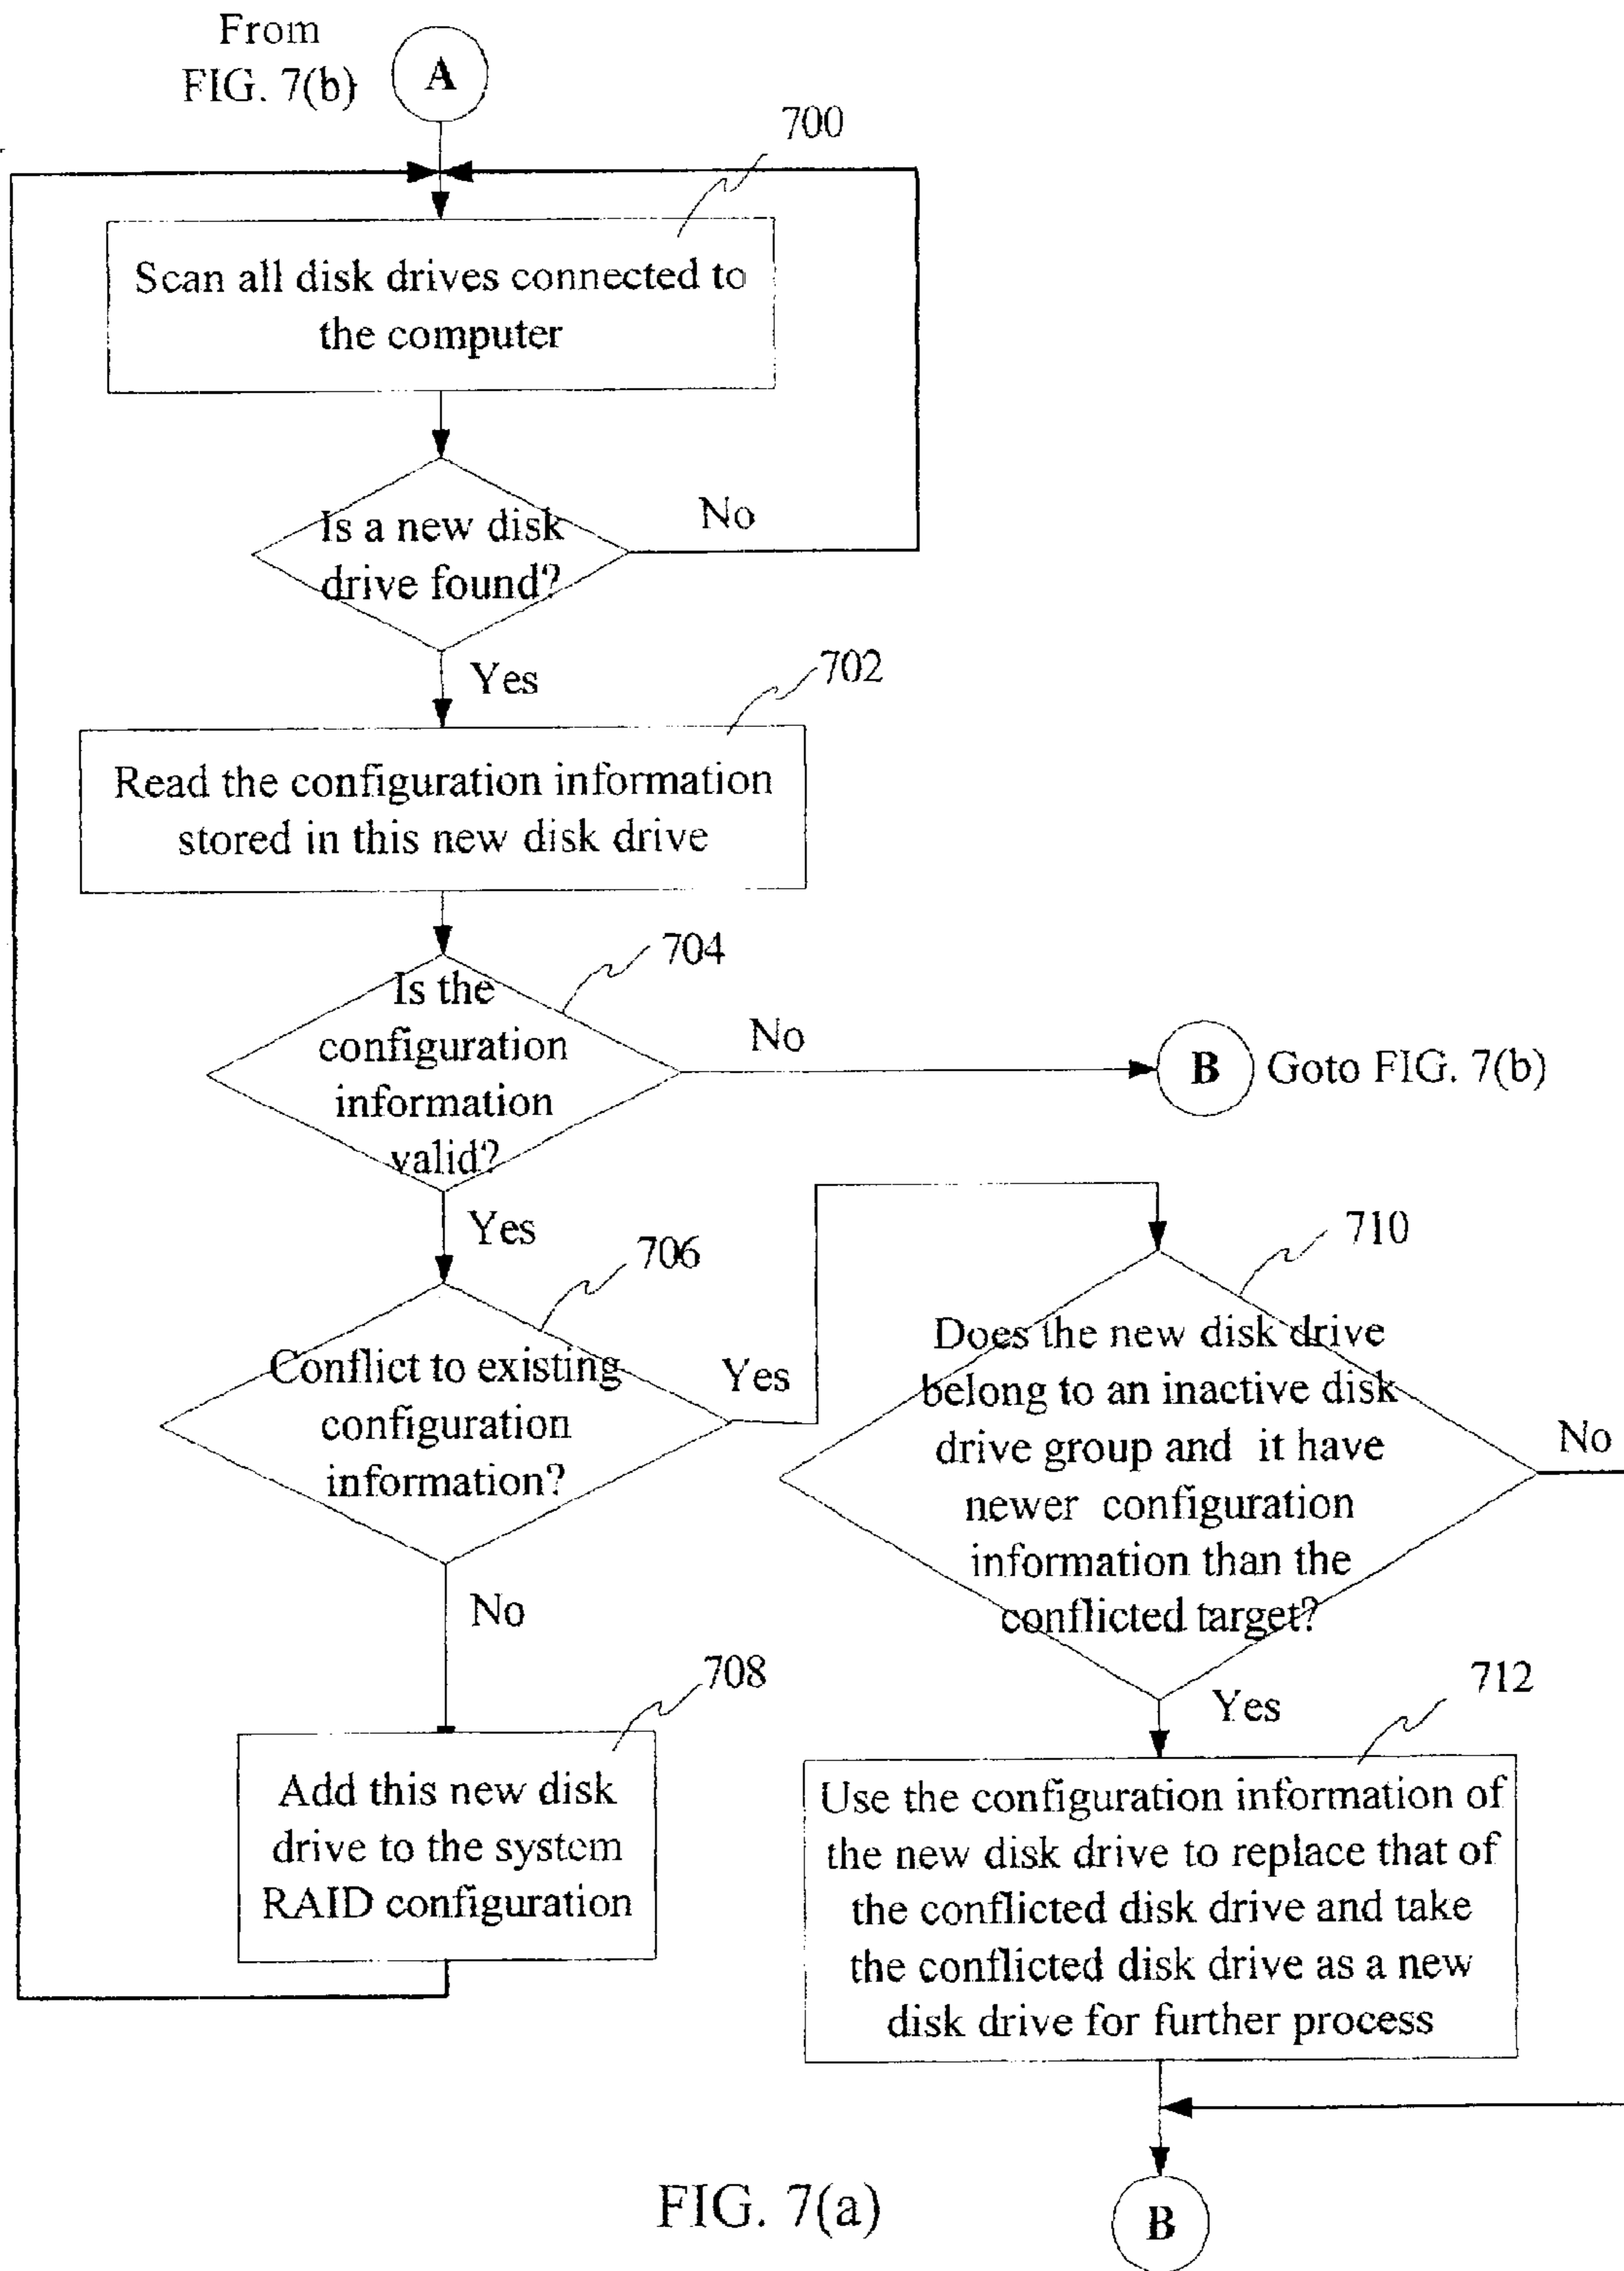 From
FIG. 7(b)
A
700
Scan all disk drives connected to
the computer
Is a new disk
drive found?
No
Yes
702
Read the configuration information
stored in this new disk drive
704
Is the
configuration
information
valid?
No
B
Goto FIG. 7(b)
Yes
706
Conflict to existing
configuration
information?
Yes
710
Does the new disk drive
belong to an inactive disk
drive group and it have
newer configuration
information than the
conflicted target?
No
No
708
Add this new disk
drive to the system
RAID configuration
Yes
712
Use the configuration information of
the new disk drive to replace that of
the conflicted disk drive and take
the conflicted disk drive as a new
disk drive for further process
B
FIG. 7(a)